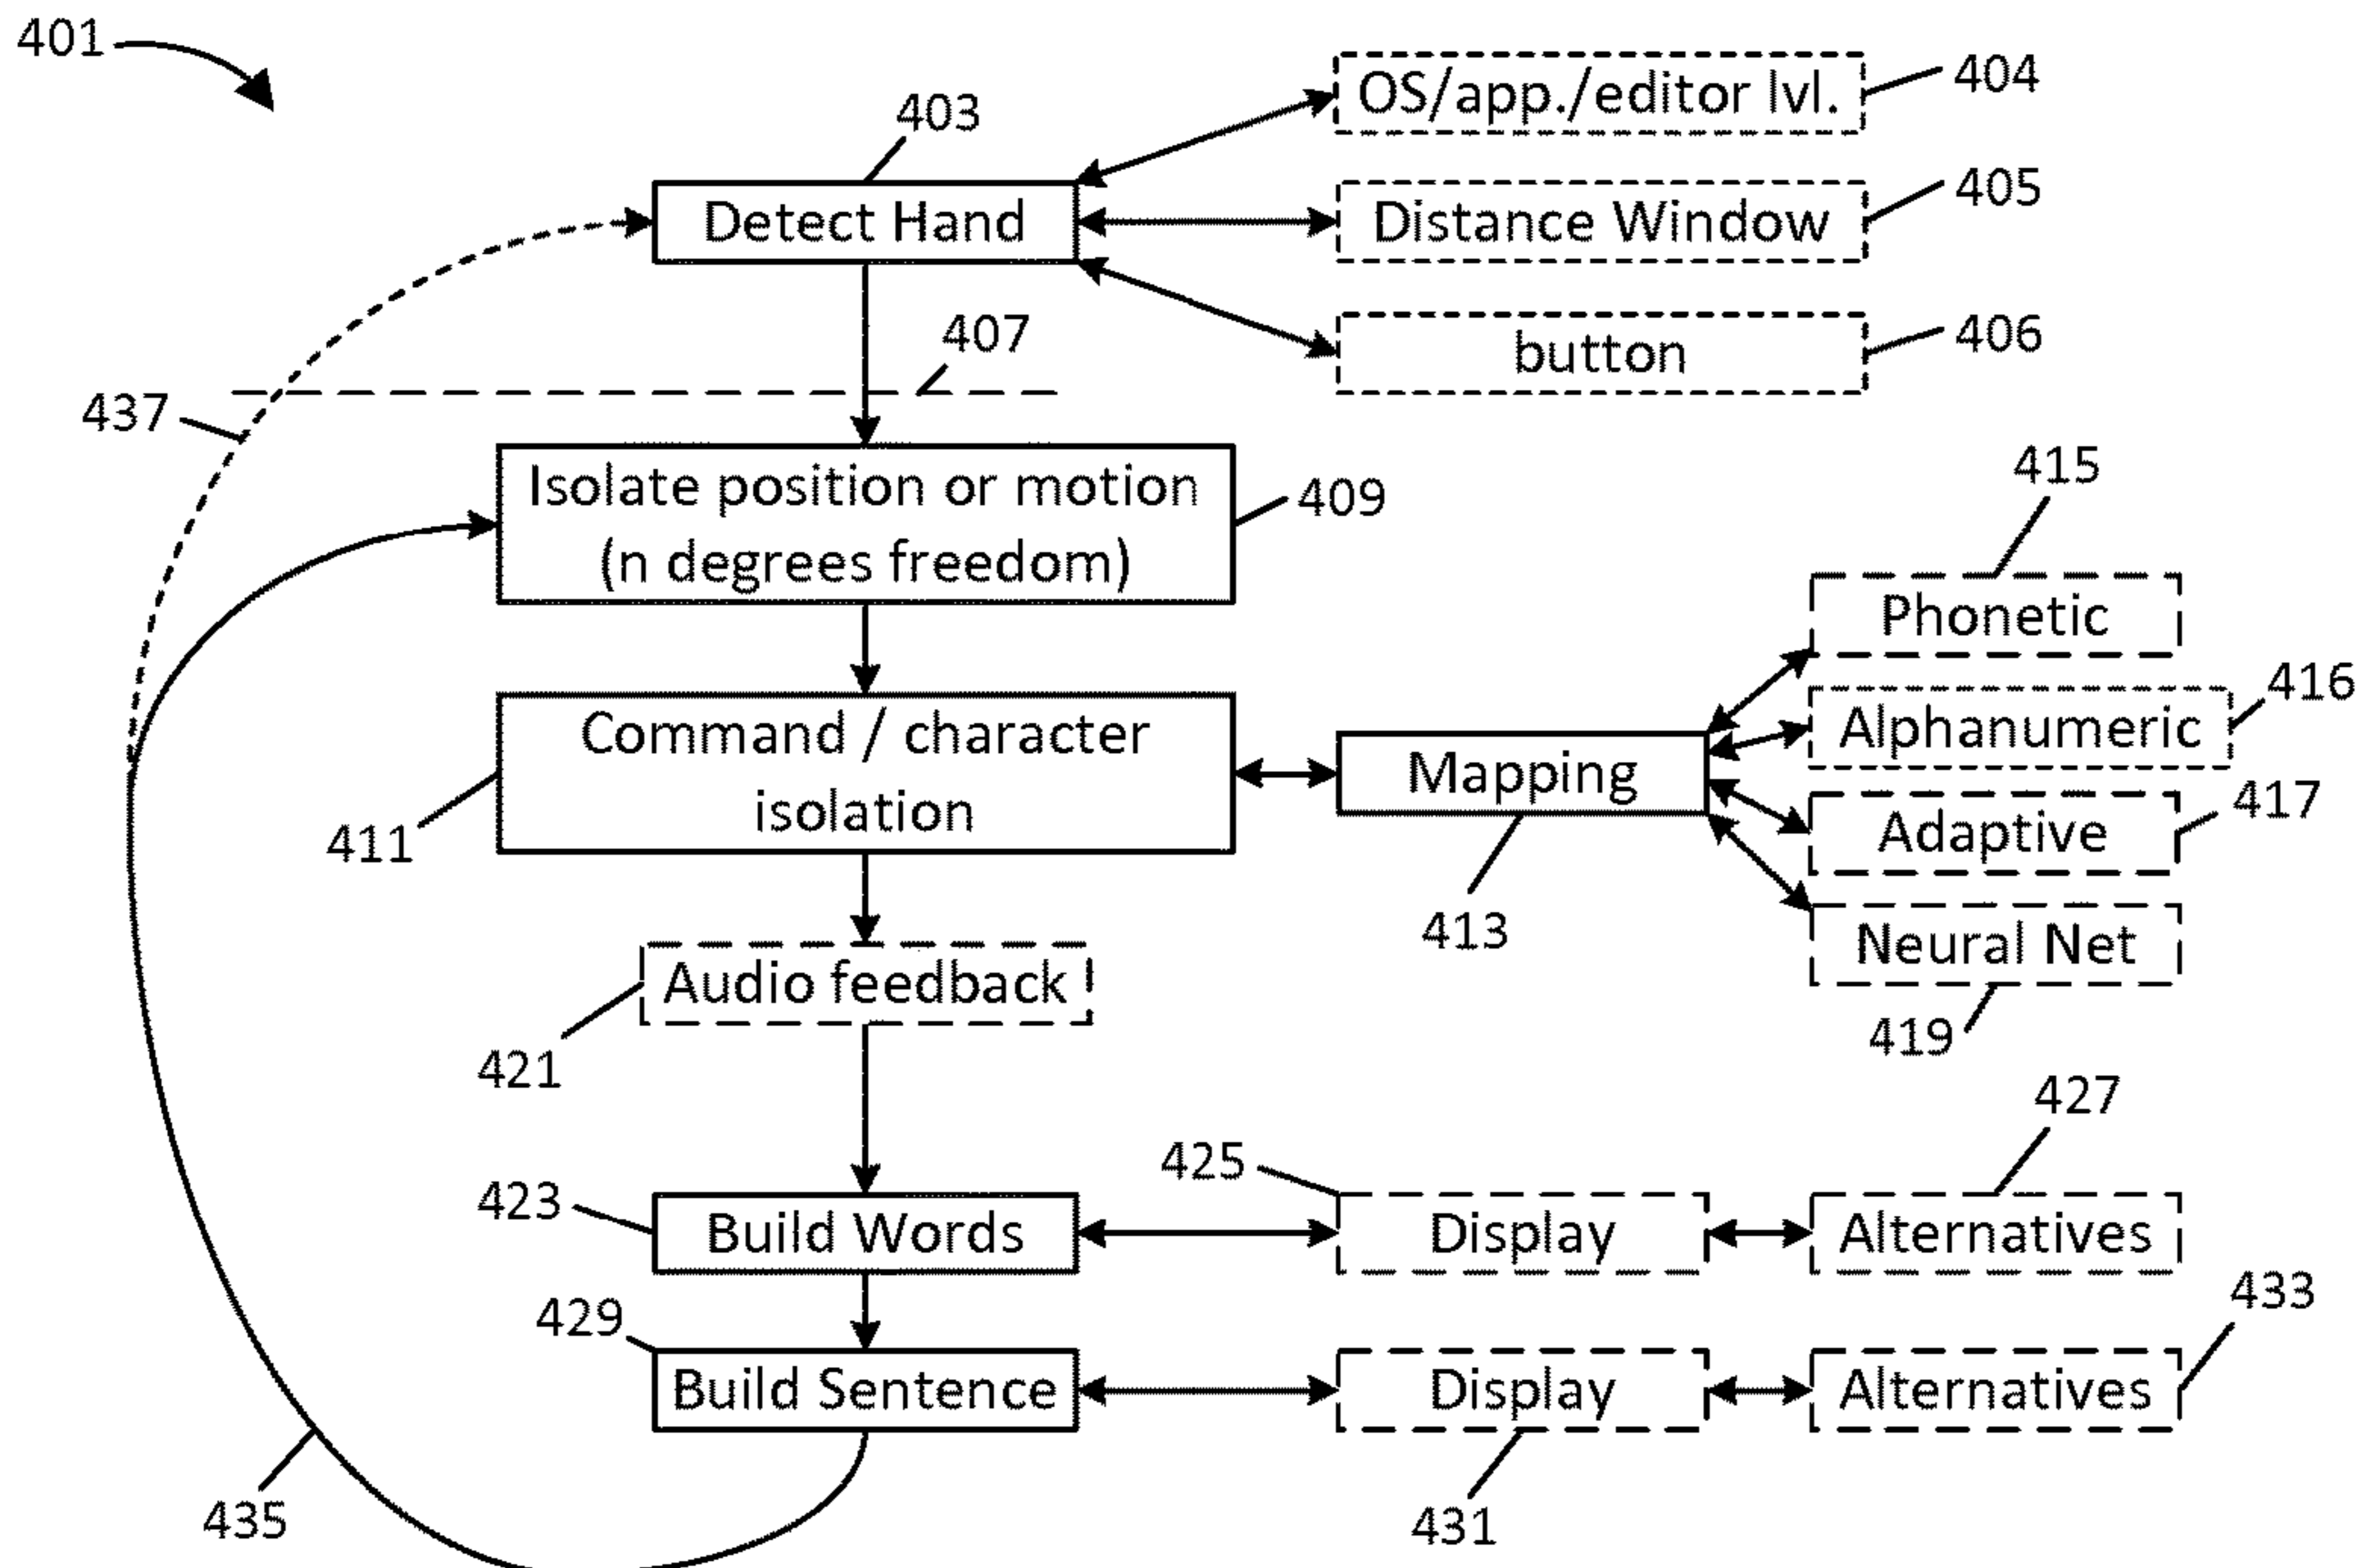 401
OS/app./editor lvl.
404
403
Detect Hand
Distance Window
405
407
button
406
437
Isolate position or motion
(n degrees freedom)
409
415
Phonetic
Command / character
isolation
411
Mapping
413
Alphanumeric
416
Adaptive
417
Neural Net
419
Audio feedback
421
427
425
423
Build Words
Display
Alternatives
429
433
Build Sentence
Display
Alternatives
435
431